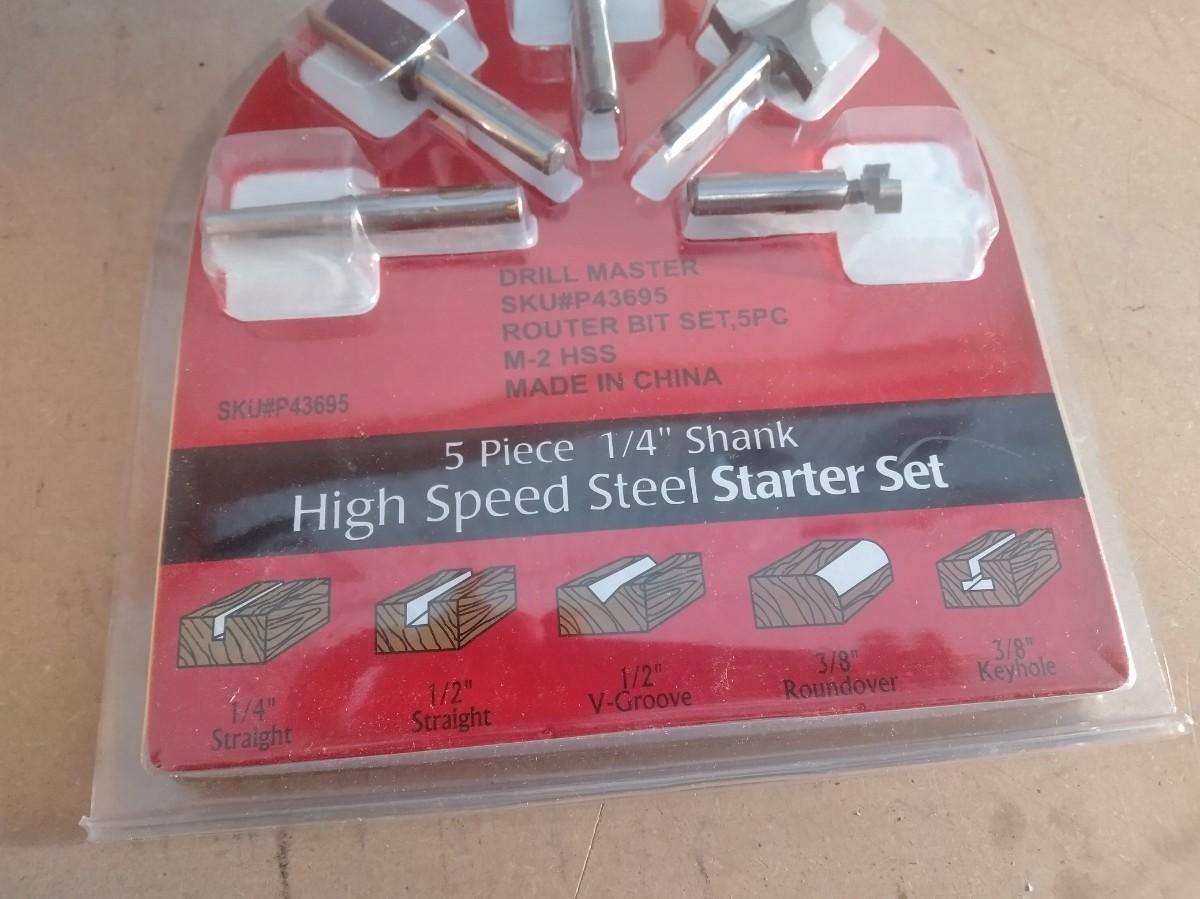 DRILL MASTER
SKU#P43695
ROUTER BIT SET,5PC
M-2 HSS
MADE IN CHINA
SKU#P43695
5 Piece 1/4" Shank
High Speed Steel Starter Set
1/4"
Straight
1/2"
Straight
1/2"
V-Groove
3/8"
Roundover
3/8"
Keyhole